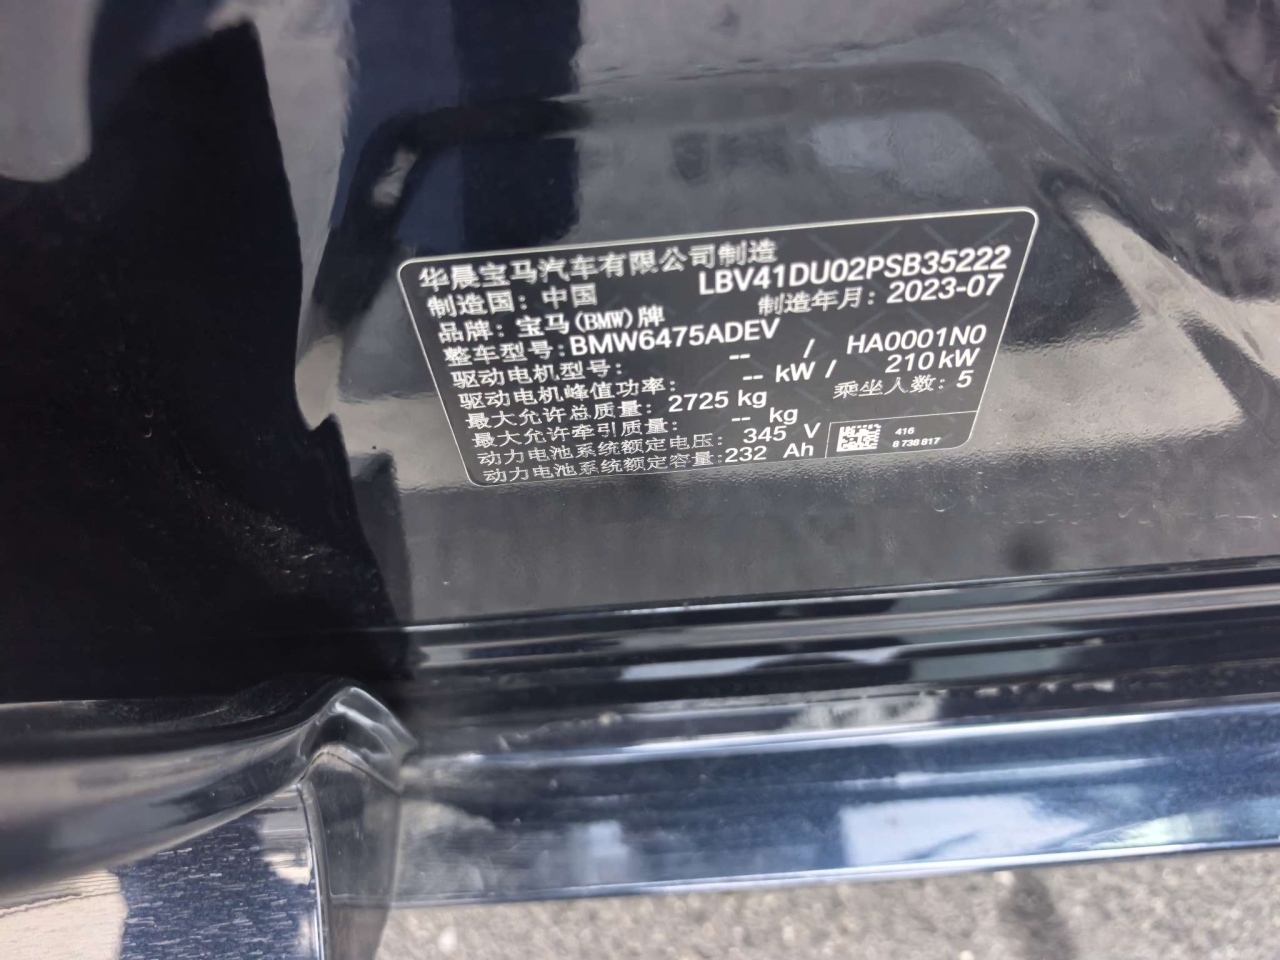 华晨宝马汽车有限公司制造
制造国：中国 LBV41DU02PSB35222
品牌：宝马(BMW)牌 制造年月：2023-07
整车型号:BMW6475ADEV
驱动电机型号： -- / HA0001N0
驱动电机峰值功率： -- kW / 210 kW
最大允许总质量：2725 kg 乘坐人数：5
最大允许牵引质量： -- kg
动力电池系统额定电压： 345 V
动力电池系统额定容量:232 Ah
416
8 738 817